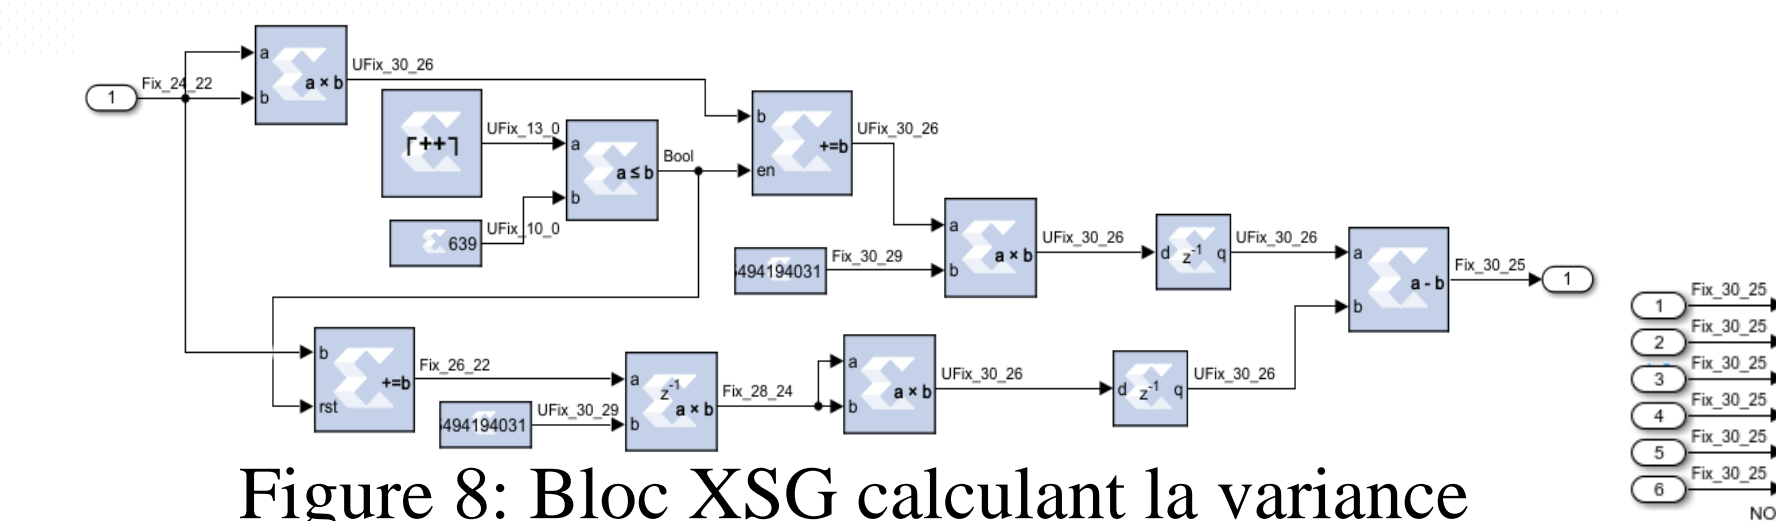 1
Fix_24_22
a
b
a × b
UFix_30_26
++
UFix_13_0
639
UFix_10_0
a
b
a ≤ b
Bool
b
en
+=b
UFix_30_26
494194031
Fix_30_29
a
b
a × b
UFix_30_26
d z⁻¹ q
UFix_30_26
a
b
a - b
Fix_30_25
1
b
rst
+=b
Fix_26_22
494194031
UFix_30_29
a
b
z⁻¹
a × b
Fix_28_24
a
b
a × b
UFix_30_26
d z⁻¹ q
UFix_30_26
1 Fix_30_25
2 Fix_30_25
3 Fix_30_25
4 Fix_30_25
5 Fix_30_25
6 Fix_30_25
NO
Figure 8: Bloc XSG calculant la variance